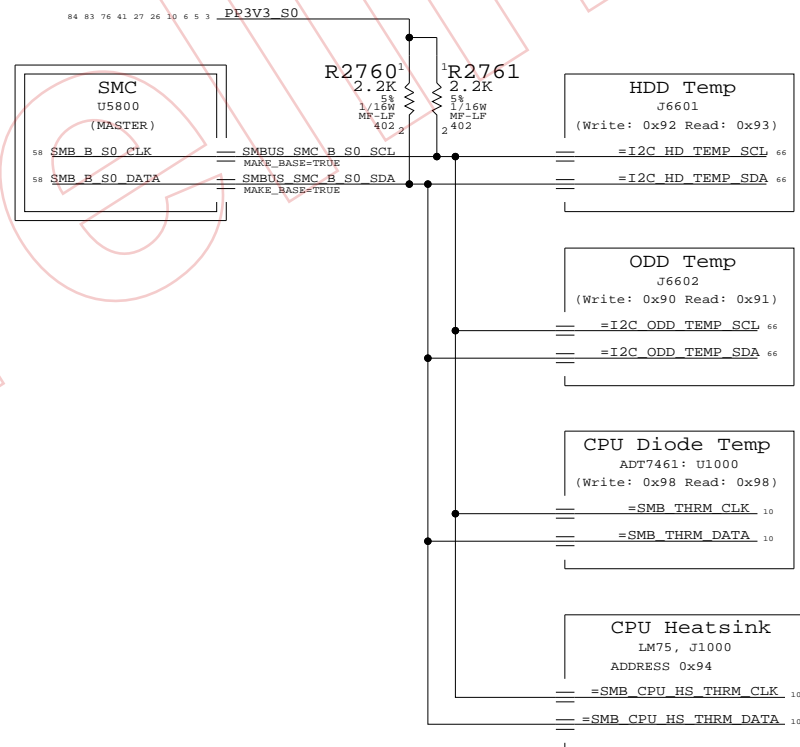 84 83 76 41 27 26 10 6 5 3 PP3V3_S0
SMC
U5800
(MASTER)
58 SMB_B_S0_CLK
58 SMB_B_S0_DATA
SMBUS_SMC_B_S0_SCL
MAKE_BASE=TRUE
SMBUS_SMC_B_S0_SDA
MAKE_BASE=TRUE
R2760 1
2.2K
5%
1/16W
MF-LF
402
2
1 R2761
2.2K
5%
1/16W
MF-LF
402
2
HDD Temp
J6601
(Write: 0x92 Read: 0x93)
=I2C_HD_TEMP_SCL 66
=I2C_HD_TEMP_SDA 66
ODD Temp
J6602
(Write: 0x90 Read: 0x91)
=I2C_ODD_TEMP_SCL 66
=I2C_ODD_TEMP_SDA 66
CPU Diode Temp
ADT7461: U1000
(Write: 0x98 Read: 0x98)
=SMB_THRM_CLK 10
=SMB_THRM_DATA 10
CPU Heatsink
LM75, J1000
ADDRESS 0x94
=SMB_CPU_HS_THRM_CLK 10
=SMB_CPU_HS_THRM_DATA 10